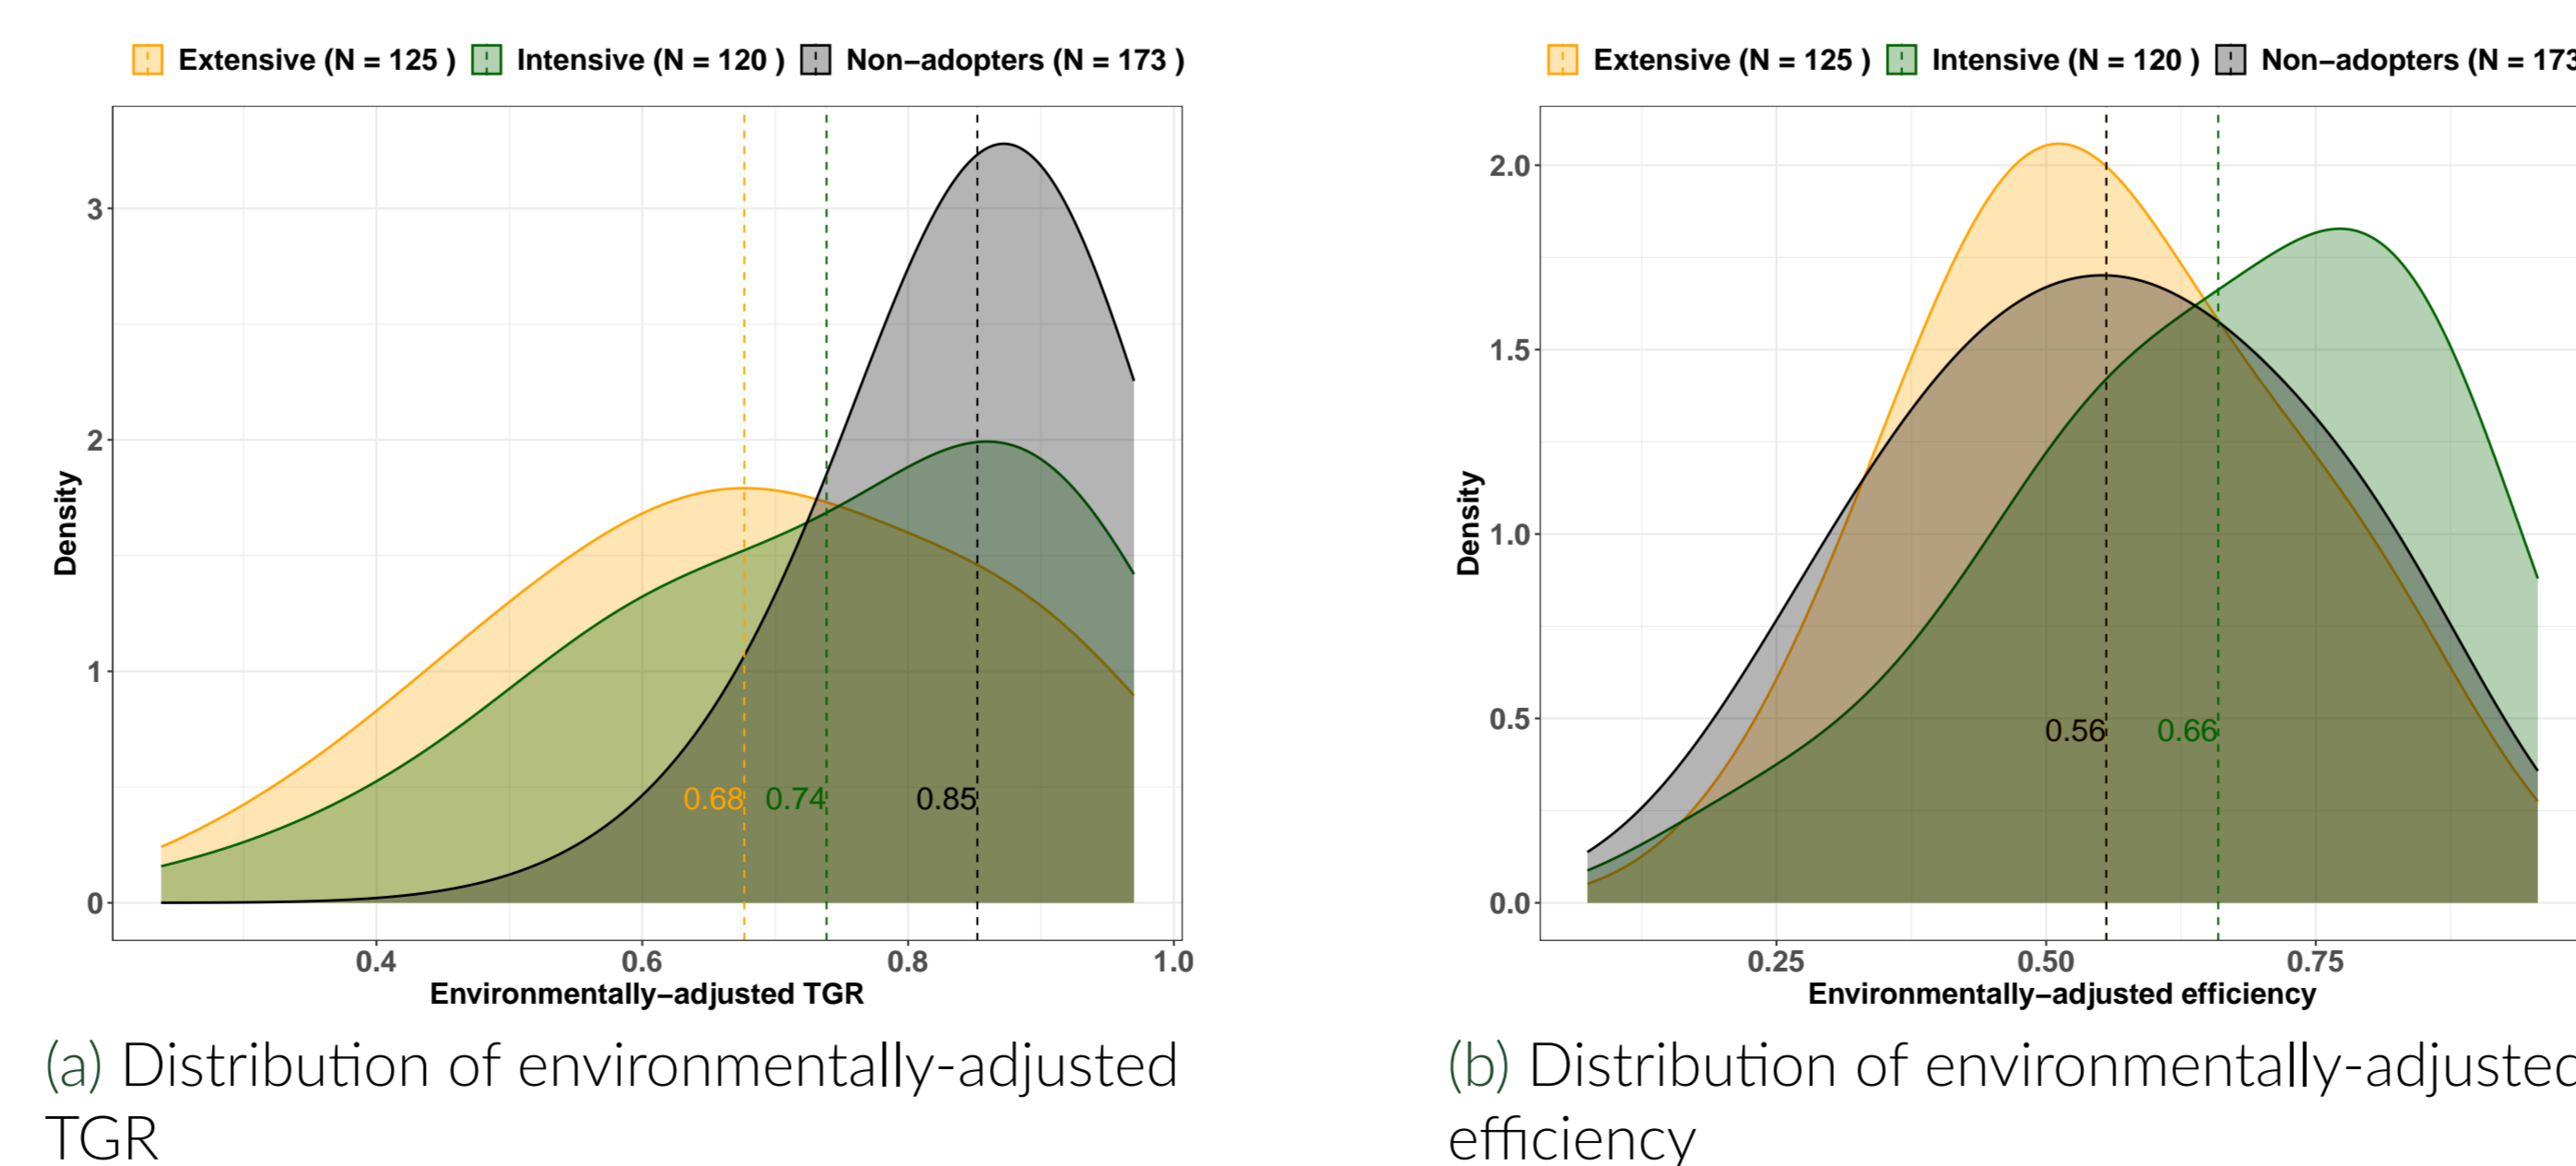 Extensive (N = 125 ) Intensive (N = 120 ) Non−adopters (N = 173 )
3
2
1
0
Density
0.68 0.74 0.85
0.4 0.6 0.8 1.0
Environmentally−adjusted TGR
(a) Distribution of environmentally-adjusted
TGR
Extensive (N = 125 ) Intensive (N = 120 ) Non−adopters (N = 173
2.0
1.5
1.0
0.5
0.0
Density
0.56 0.66
0.25 0.50 0.75
Environmentally−adjusted efficiency
(b) Distribution of environmentally-adjusted
efficiency